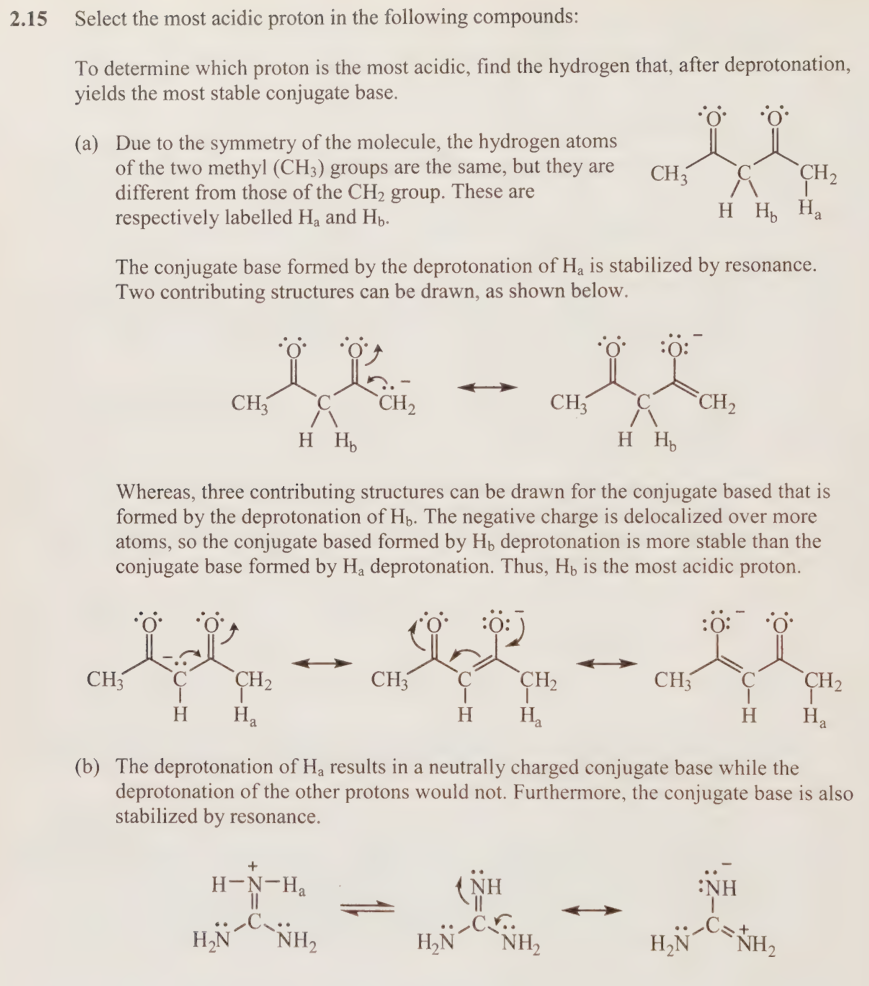 2.15 Select the most acidic proton in the following compounds:
To determine which proton is the most acidic, find the hydrogen that, after deprotonation,
yields the most stable conjugate base.
(a) Due to the symmetry of the molecule, the hydrogen atoms
of the two methyl (CH₃) groups are the same, but they are
different from those of the CH₂ group. These are
respectively labelled Hₐ and H_b.
:O: :O:
CH₃ C CH₂
H H_b Hₐ
The conjugate base formed by the deprotonation of Hₐ is stabilized by resonance.
Two contributing structures can be drawn, as shown below.
:O: :O: :O: :O:⁻
CH₃ C CH₂⁻ CH₃ C CH₂
H H_b H H_b
Whereas, three contributing structures can be drawn for the conjugate based that is
formed by the deprotonation of H_b. The negative charge is delocalized over more
atoms, so the conjugate based formed by H_b deprotonation is more stable than the
conjugate base formed by Hₐ deprotonation. Thus, H_b is the most acidic proton.
:O: :O: :O: :O:⁻ :O:⁻ :O:
CH₃ C⁻ CH₂ CH₃ C CH₂ CH₃ C CH₂
H Hₐ H Hₐ H Hₐ
(b) The deprotonation of Hₐ results in a neutrally charged conjugate base while the
deprotonation of the other protons would not. Furthermore, the conjugate base is also
stabilized by resonance.
+ −
H−N−Hₐ NH :NH
C C C +
H₂N NH₂ H₂N NH₂ H₂N NH₂